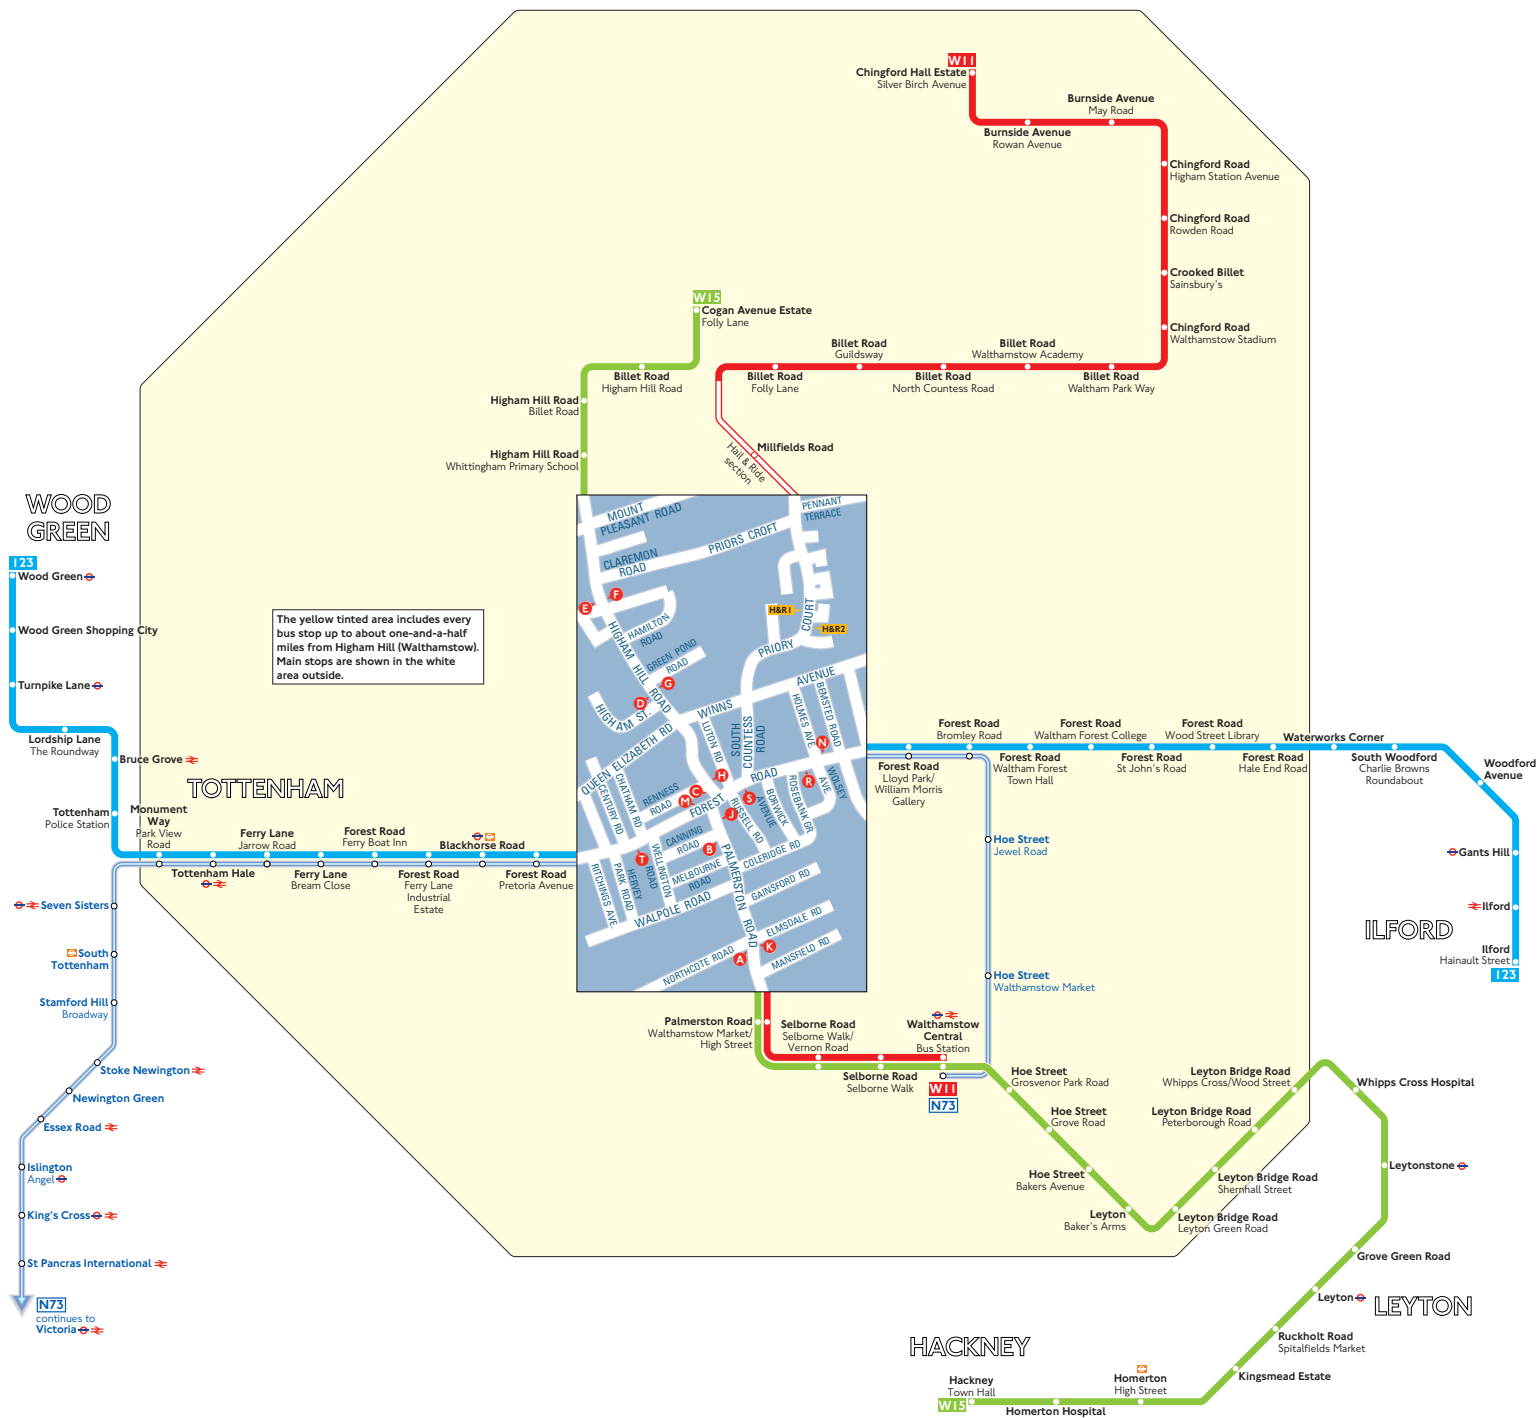 W11
Chingford Hall Estate
Silver Birch Avenue
Burnside Avenue
May Road
Burnside Avenue
Rowan Avenue
Chingford Road
Higham Station Avenue
Chingford Road
Rowden Road
Crooked Billet
Sainsbury's
Chingford Road
Walthamstow Stadium
W15
Cogan Avenue Estate
Folly Lane
Billet Road
Guildsway
Billet Road
Walthamstow Academy
Billet Road
Higham Hill Road
Billet Road
Folly Lane
Billet Road
North Countess Road
Billet Road
Waltham Park Way
Higham Hill Road
Billet Road
Higham Hill Road
Whittingham Primary School
Millfields Road
Hail & Ride
section
WOOD
GREEN
123
Wood Green
Wood Green Shopping City
Turnpike Lane
Lordship Lane
The Roundway
Bruce Grove
TOTTENHAM
Tottenham
Police Station
Monument
Way
Park View
Road
The yellow tinted area includes every
bus stop up to about one-and-a-half
miles from Higham Hill (Walthamstow).
Main stops are shown in the white
area outside.
Ferry Lane
Jarrow Road
Forest Road
Ferry Boat Inn
Blackhorse Road
Tottenham Hale
Ferry Lane
Bream Close
Forest Road
Ferry Lane
Industrial
Estate
Forest Road
Pretoria Avenue
MOUNT
PLEASANT ROAD
PENNANT
TERRACE
PRIORS CROFT
CLAREMON
ROAD
E
F
HAMILTON
ROAD
HIGHAM HILL ROAD
GREEN POND
ROAD
H&R1
COURT
H&R2
PRIORY
G
D
HIGHAM ST.
WINNS
AVENUE
QUEEN ELIZABETH RD
LUTON RD
SOUTH
COUNTESS
ROAD
HOLMES AVE
BEMSTED ROAD
N
CENTURY RD
CHATHAM RD
RENNESS
ROAD
H
C
M
FOREST
ROAD
S
J
R
RUSSELL RD
AVENUE
BORWICK
ROSEBANK GR
WOLSEY
AVE
T
B
CANNING
ROAD
WELLINGTON
ROAD
HERVEY
PARK ROAD
RITCHINGS AVE.
MELBOURNE
ROAD
COLERIDGE RD
PALMERSTON ROAD
GAINSFORD RD
WALPOLE ROAD
ELMSDALE RD
K
A
NORTHCOTE ROAD
MANSFIELD RD
Forest Road
Bromley Road
Forest Road
Waltham Forest College
Forest Road
Wood Street Library
Waterworks Corner
Forest Road
Lloyd Park/
William Morris
Gallery
Forest Road
Waltham Forest
Town Hall
Forest Road
St John's Road
Forest Road
Hale End Road
South Woodford
Charlie Browns
Roundabout
Woodford
Avenue
Gants Hill
Ilford
ILFORD
Ilford
Hainault Street
123
Hoe Street
Jewel Road
Hoe Street
Walthamstow Market
Seven Sisters
South
Tottenham
Stamford Hill
Broadway
Stoke Newington
Newington Green
Essex Road
Islington
Angel
King's Cross
St Pancras International
N73
continues to
Victoria
Palmerston Road
Walthamstow Market/
High Street
Selborne Road
Selborne Walk/
Vernon Road
Walthamstow
Central
Bus Station
Selborne Road
Selborne Walk
W11
N73
Hoe Street
Grosvenor Park Road
Hoe Street
Grove Road
Hoe Street
Bakers Avenue
Leyton
Baker's Arms
Leyton Bridge Road
Whipps Cross/Wood Street
Leyton Bridge Road
Peterborough Road
Leyton Bridge Road
Shernhall Street
Leyton Bridge Road
Leyton Green Road
Whipps Cross Hospital
Leytonstone
Grove Green Road
Leyton
LEYTON
Ruckholt Road
Spitalfields Market
Kingsmead Estate
HACKNEY
Homerton
High Street
Hackney
Town Hall
W15
Homerton Hospital